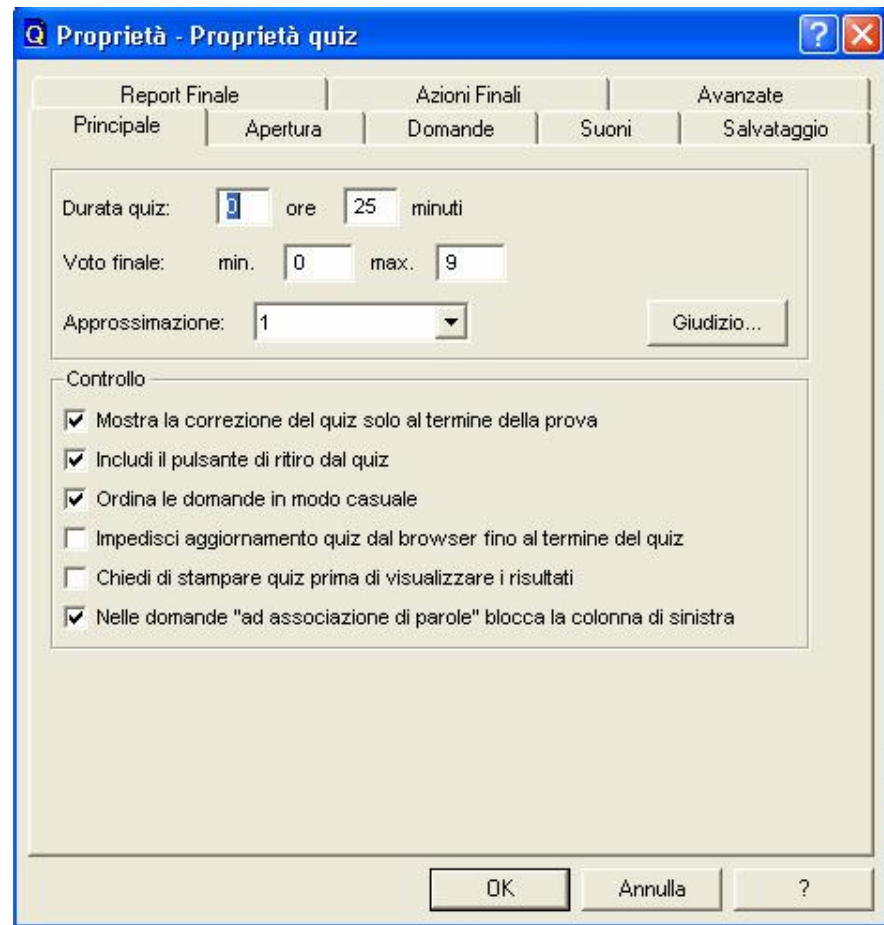 Q Proprietà - Proprietà quiz ?
Report Finale Azioni Finali Avanzate
Principale Apertura Domande Suoni Salvataggio
Durata quiz: 0 ore 25 minuti
Voto finale: min. 0 max. 9
Approssimazione: 1 Giudizio...
Controllo
Mostra la correzione del quiz solo al termine della prova
Includi il pulsante di ritiro dal quiz
Ordina le domande in modo casuale
Impedisci aggiornamento quiz dal browser fino al termine del quiz
Chiedi di stampare quiz prima di visualizzare i risultati
Nelle domande "ad associazione di parole" blocca la colonna di sinistra
OK Annulla ?